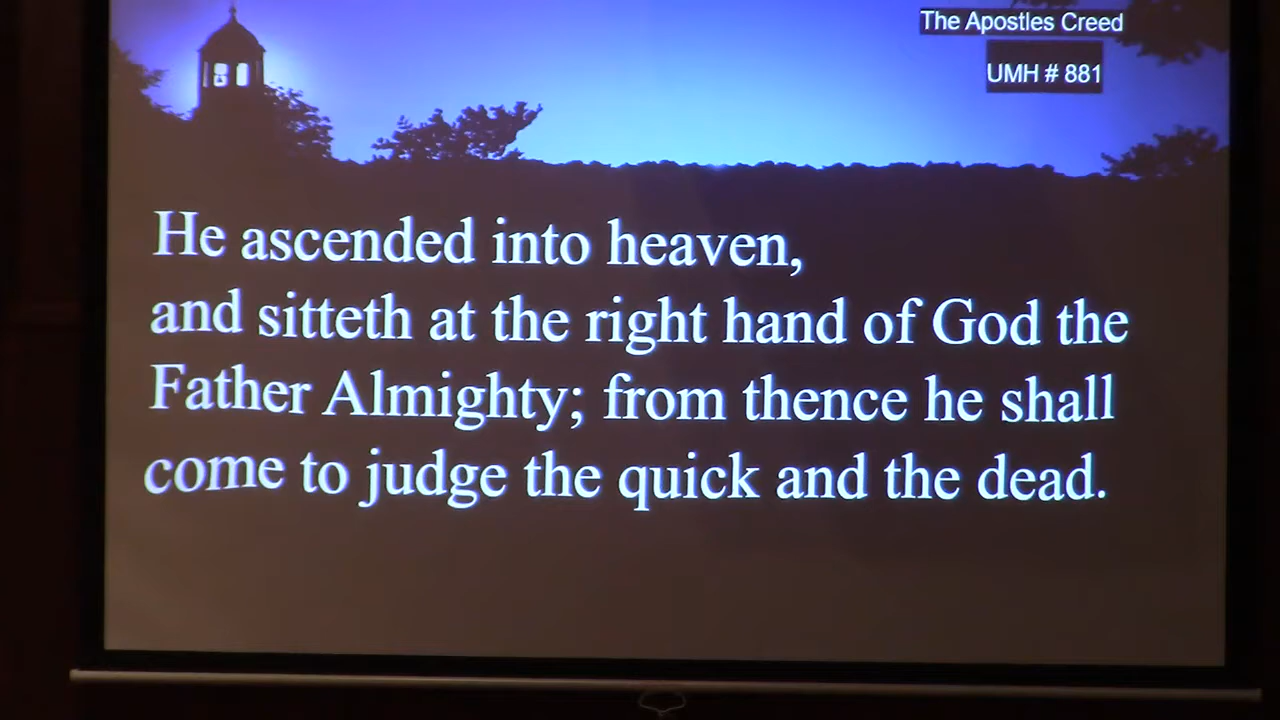 The Apostles Creed
UMH # 881
He ascended into heaven,
and sitteth at the right hand of God the
Father Almighty; from thence he shall
come to judge the quick and the dead.